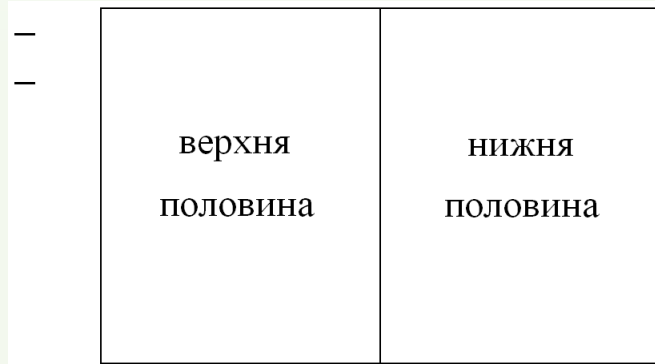 –
–
верхня
половина
нижня
половина